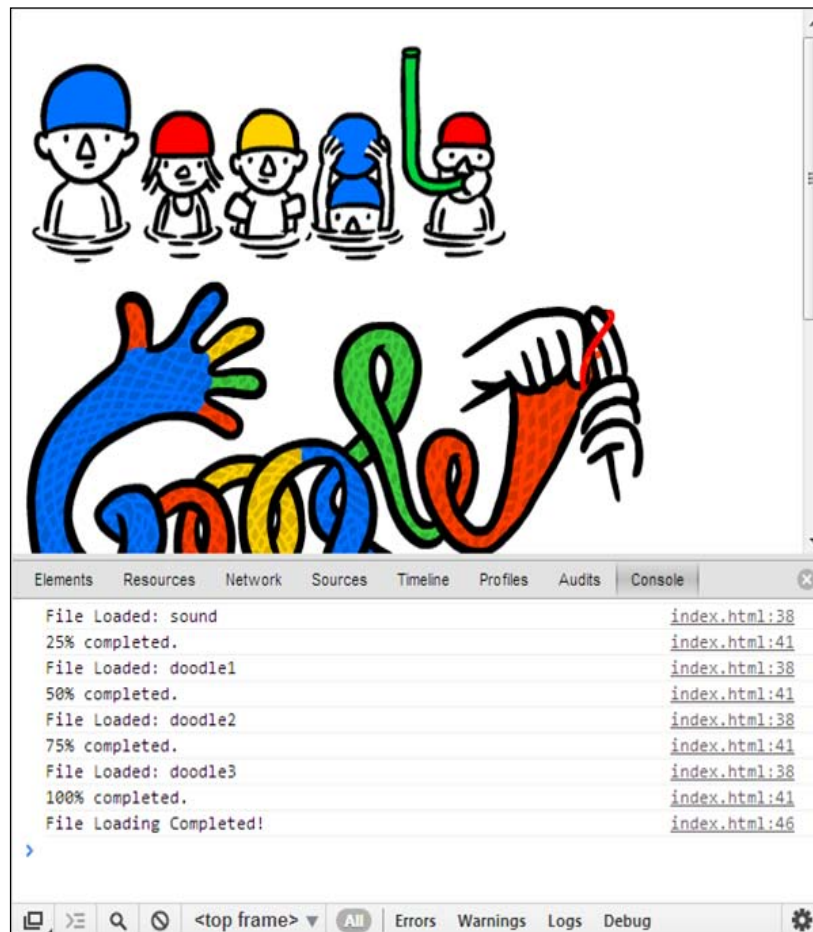 Google
Elements Resources Network Sources Timeline Profiles Audits Console
File Loaded: sound index.html:38
25% completed. index.html:41
File Loaded: doodle1 index.html:38
50% completed. index.html:41
File Loaded: doodle2 index.html:38
75% completed. index.html:41
File Loaded: doodle3 index.html:38
100% completed. index.html:41
File Loading Completed! index.html:46
<top frame> All Errors Warnings Logs Debug